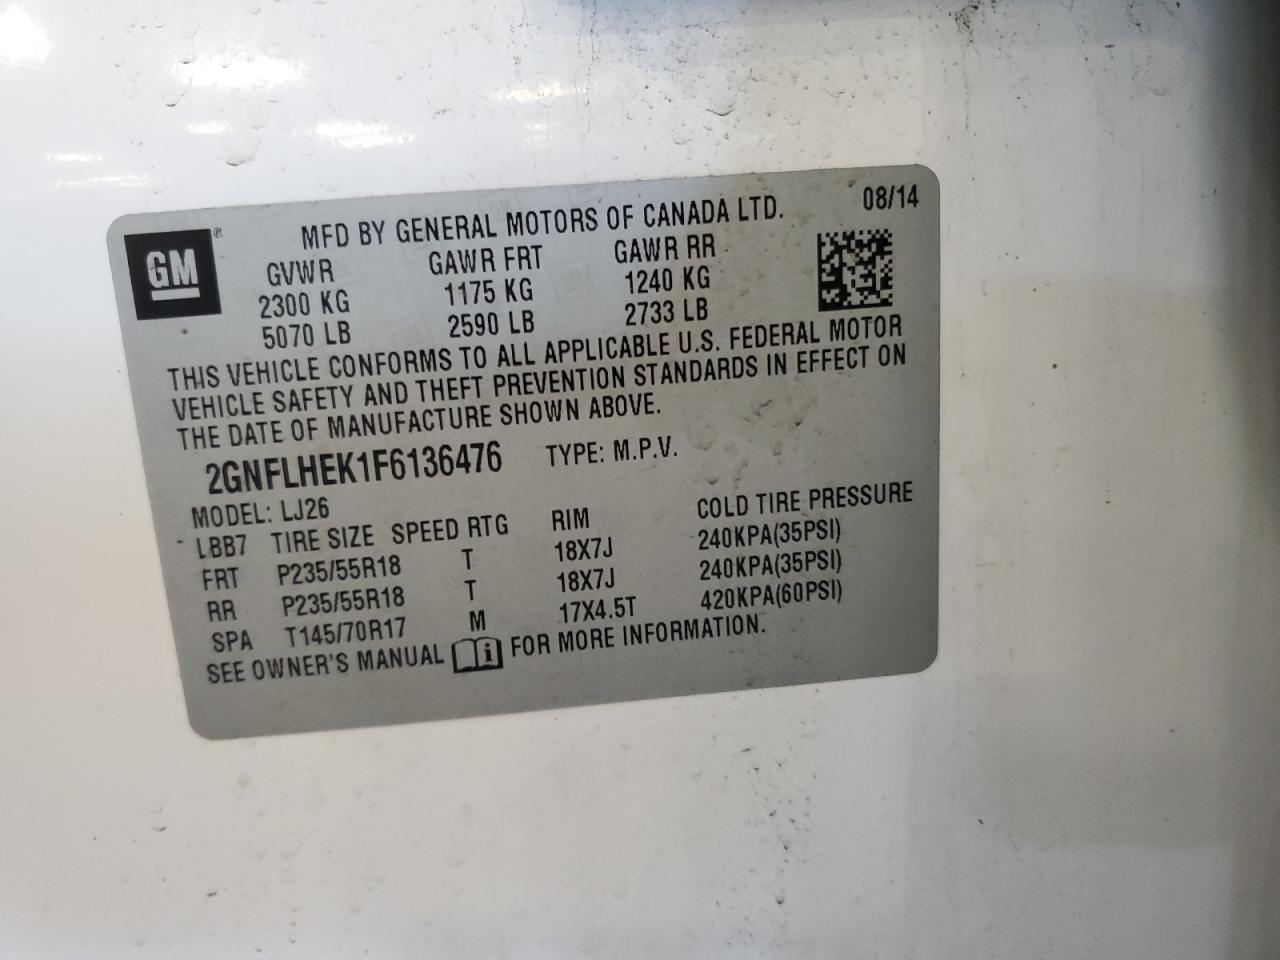 GM ®
MFD BY GENERAL MOTORS OF CANADA LTD. 08/14
GVWR GAWR FRT GAWR RR
2300 KG 1175 KG 1240 KG
5070 LB 2590 LB 2733 LB
THIS VEHICLE CONFORMS TO ALL APPLICABLE U.S. FEDERAL MOTOR
VEHICLE SAFETY AND THEFT PREVENTION STANDARDS IN EFFECT ON
THE DATE OF MANUFACTURE SHOWN ABOVE.
2GNFLHEK1F6136476 TYPE: M.P.V.
MODEL: LJ26
LBB7 TIRE SIZE SPEED RTG RIM COLD TIRE PRESSURE
FRT P235/55R18 T 18X7J 240KPA(35PSI)
RR P235/55R18 T 18X7J 240KPA(35PSI)
SPA T145/70R17 M 17X4.5T 420KPA(60PSI)
SEE OWNER'S MANUAL i FOR MORE INFORMATION.